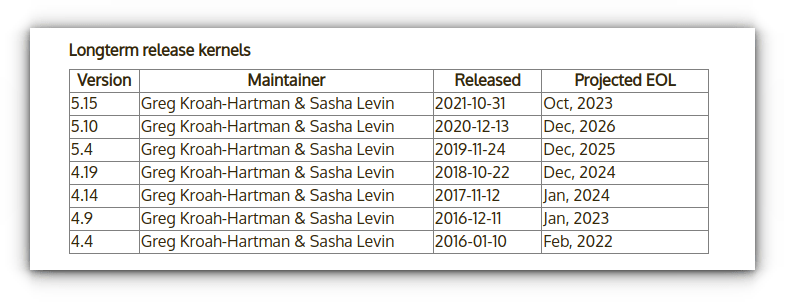 Longterm release kernels
Version Maintainer Released Projected EOL
5.15 Greg Kroah-Hartman & Sasha Levin 2021-10-31 Oct, 2023
5.10 Greg Kroah-Hartman & Sasha Levin 2020-12-13 Dec, 2026
5.4 Greg Kroah-Hartman & Sasha Levin 2019-11-24 Dec, 2025
4.19 Greg Kroah-Hartman & Sasha Levin 2018-10-22 Dec, 2024
4.14 Greg Kroah-Hartman & Sasha Levin 2017-11-12 Jan, 2024
4.9 Greg Kroah-Hartman & Sasha Levin 2016-12-11 Jan, 2023
4.4 Greg Kroah-Hartman & Sasha Levin 2016-01-10 Feb, 2022